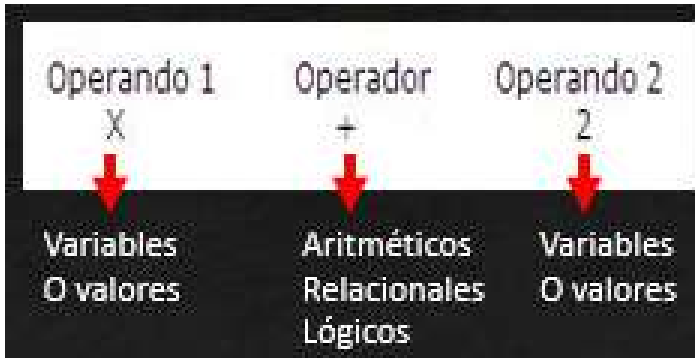 Operando 1 Operador Operando 2
X + 2
Variables Aritméticos Variables
O valores Relacionales O valores
Lógicos